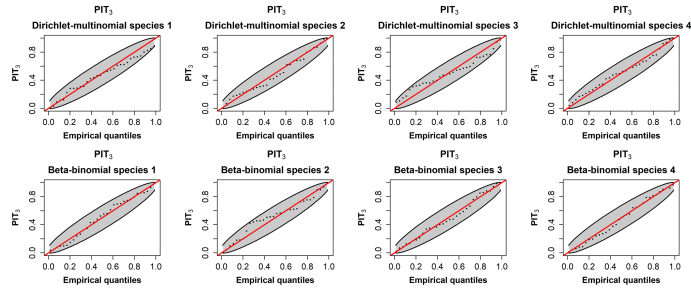 PIT3 PIT3 PIT3 PIT3
Dirichlet-multinomial species 1 Dirichlet-multinomial species 2 Dirichlet-multinomial species 3 Dirichlet-multinomial species 4
PIT3 PIT3 PIT3 PIT3
0.0 0.4 0.8 0.0 0.4 0.8 0.0 0.4 0.8 0.0 0.4 0.8
0.0 0.2 0.4 0.6 0.8 1.0 0.0 0.2 0.4 0.6 0.8 1.0 0.0 0.2 0.4 0.6 0.8 1.0 0.0 0.2 0.4 0.6 0.8 1.0
Empirical quantiles Empirical quantiles Empirical quantiles Empirical quantiles
PIT3 PIT3 PIT3 PIT3
Beta-binomial species 1 Beta-binomial species 2 Beta-binomial species 3 Beta-binomial species 4
PIT3 PIT3 PIT3 PIT3
0.0 0.4 0.8 0.0 0.4 0.8 0.0 0.4 0.8 0.0 0.4 0.8
0.0 0.2 0.4 0.6 0.8 1.0 0.0 0.2 0.4 0.6 0.8 1.0 0.0 0.2 0.4 0.6 0.8 1.0 0.0 0.2 0.4 0.6 0.8 1.0
Empirical quantiles Empirical quantiles Empirical quantiles Empirical quantiles